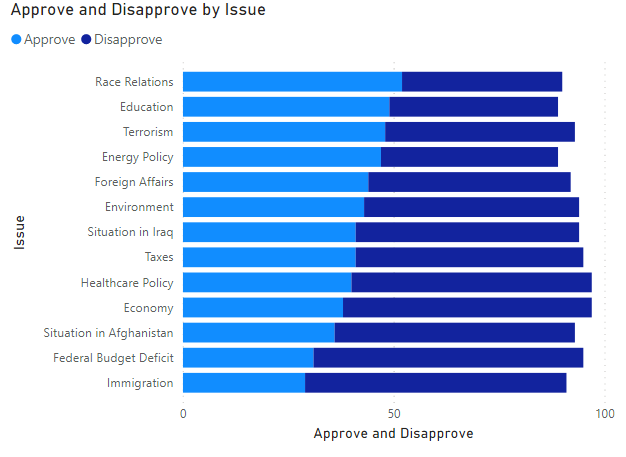 Approve and Disapprove by Issue
Approve Disapprove
Race Relations
Education
Terrorism
Energy Policy
Foreign Affairs
Environment
Situation in Iraq
Taxes
Healthcare Policy
Economy
Situation in Afghanistan
Federal Budget Deficit
Immigration
Issue
0 50 100
Approve and Disapprove